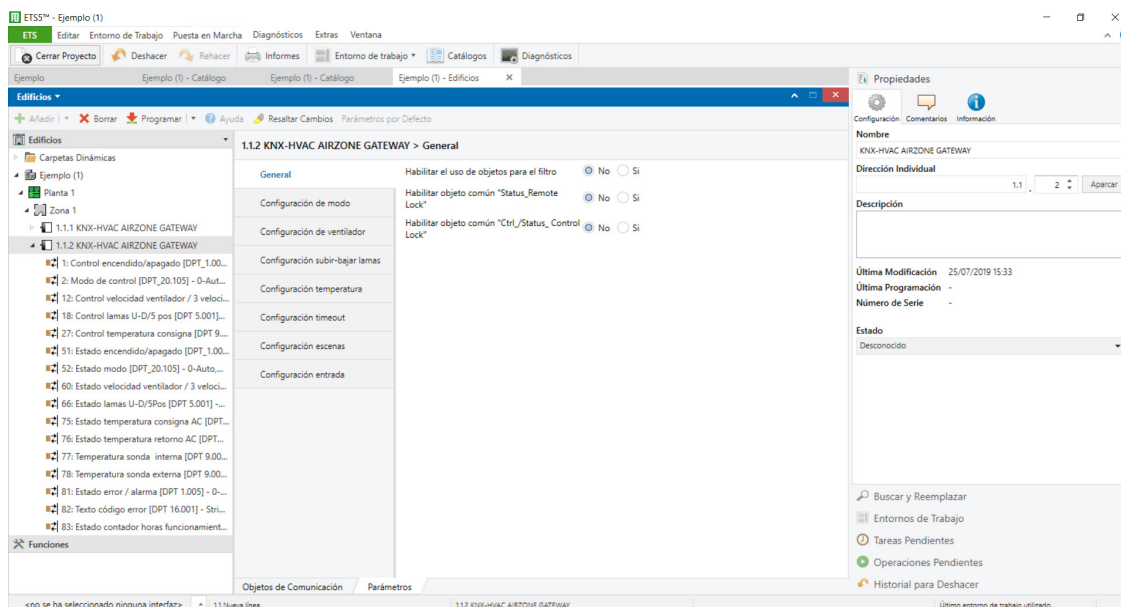 ETS5™ - Ejemplo (1)
ETS Editar Entorno de Trabajo Puesta en Marcha Diagnósticos Extras Ventana
Cerrar Proyecto Deshacer Rehacer Informes Entorno de trabajo Catálogos Diagnósticos
Ejemplo Ejemplo (1) - Catálogo Ejemplo (1) - Catálogo Ejemplo (1) - Edificios
Edificios
Añadir Borrar Programar Ayuda Resaltar Cambios Parámetros por Defecto
Edificios
Carpetas Dinámicas
Ejemplo (1)
Planta 1
Zona 1
1.1.1 KNX-HVAC AIRZONE GATEWAY
1.1.2 KNX-HVAC AIRZONE GATEWAY
1: Control encendido/apagado [DPT_1.00...
2: Modo de control [DPT_20.105] - 0-Aut...
12: Control velocidad ventilador / 3 veloci...
18: Control lamas U-D/5 pos [DPT 5.001]...
27: Control temperatura consigna [DPT 9....
51: Estado encendido/apagado [DPT_1.00...
52: Estado modo [DPT_20.105] - 0-Auto,...
60: Estado velocidad ventilador / 3 veloci...
66: Estado lamas U-D/5Pos [DPT 5.001] -...
75: Estado temperatura consigna AC [DPT...
76: Estado temperatura retorno AC [DPT...
77: Temperatura sonda interna [DPT 9.00...
78: Temperatura sonda externa [DPT 9.00...
81: Estado error / alarma [DPT 1.005] - 0-...
82: Texto código error [DPT 16.001] - Stri...
83: Estado contador horas funcionamient...
Funciones
1.1.2 KNX-HVAC AIRZONE GATEWAY > General
General
Configuración de modo
Configuración de ventilador
Configuración subir-bajar lamas
Configuración temperatura
Configuración timeout
Configuración escenas
Configuración entrada
Habilitar el uso de objetos para el filtro No Si
Habilitar objeto común "Status_Remote
Lock" No Si
Habilitar objeto común "Ctrl_/Status_ Control
Lock" No Si
Objetos de Comunicación Parámetros
Propiedades
Configuración Comentarios Información
Nombre
KNX-HVAC AIRZONE GATEWAY
Dirección Individual
1.1 . 2 Aparcar
Descripción
Última Modificación 25/07/2019 15:33
Última Programación -
Número de Serie -
Estado
Desconocido
Buscar y Reemplazar
Entornos de Trabajo
Tareas Pendientes
Operaciones Pendientes
Historial para Deshacer
<no se ha seleccionado ninguna interfaz> 1.1 Nueva línea 1.1.2 KNX-HVAC AIRZONE GATEWAY Último entorno de trabajo utilizado